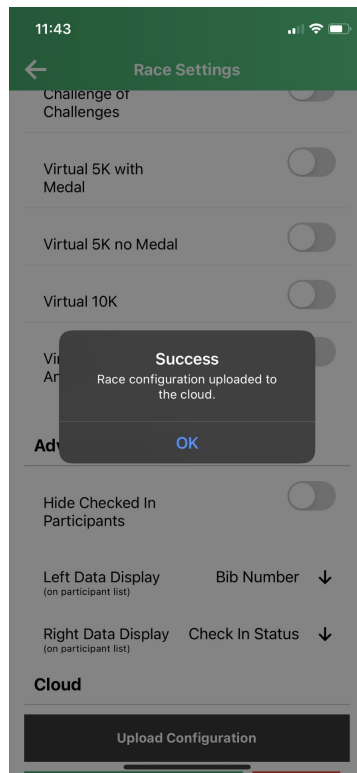 11:43
Race Settings
Challenge of
Challenges
Virtual 5K with
Medal
Virtual 5K no Medal
Virtual 10K
Success
Race configuration uploaded to
the cloud.
OK
Hide Checked In
Participants
Left Data Display
Bib Number
(on participant list)
Right Data Display
Check In Status
(on participant list)
Cloud
Upload Configuration